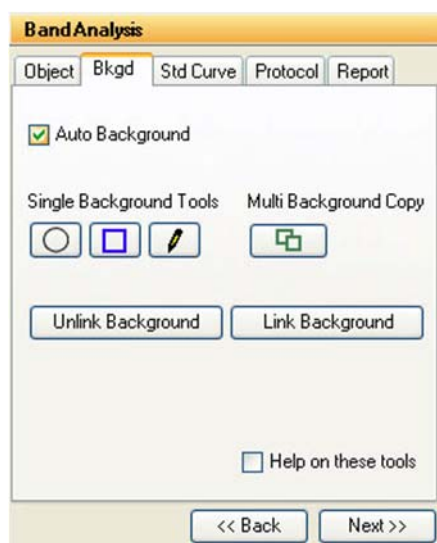 Band Analysis
Object Bkgd Std Curve Protocol Report
Auto Background
Single Background Tools Multi Background Copy
Unlink Background Link Background
Help on these tools
<< Back Next >>